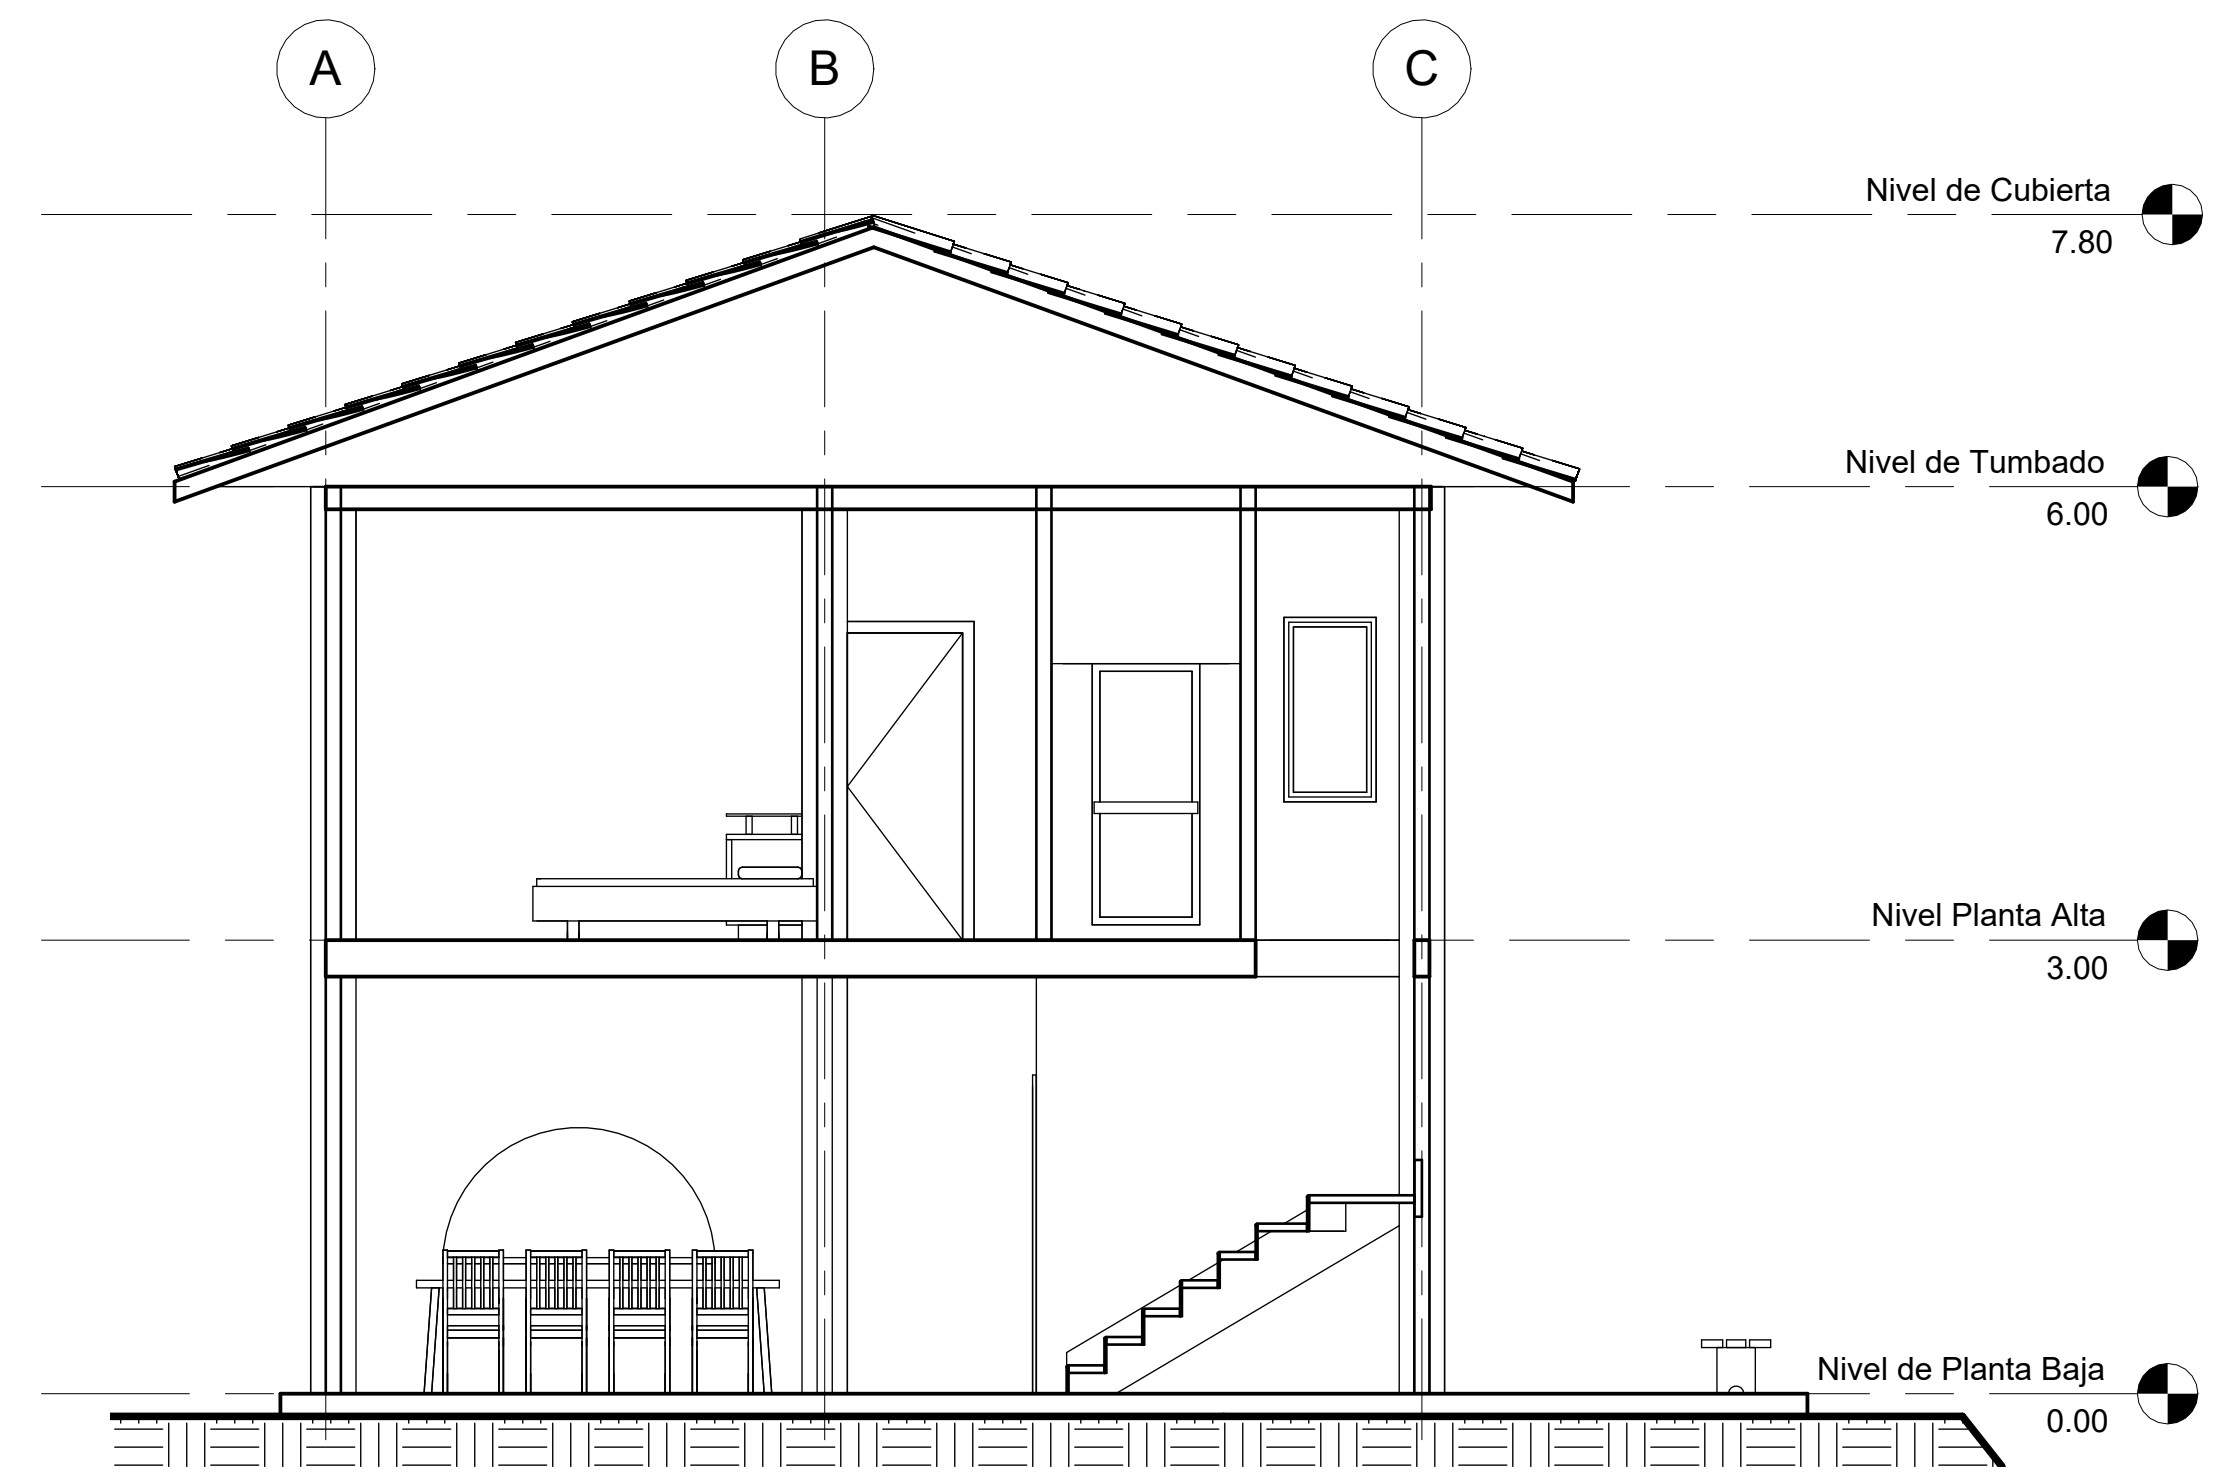 A
B
C
Nivel de Cubierta
7.80
Nivel de Tumbado
6.00
Nivel Planta Alta
3.00
Nivel de Planta Baja
0.00